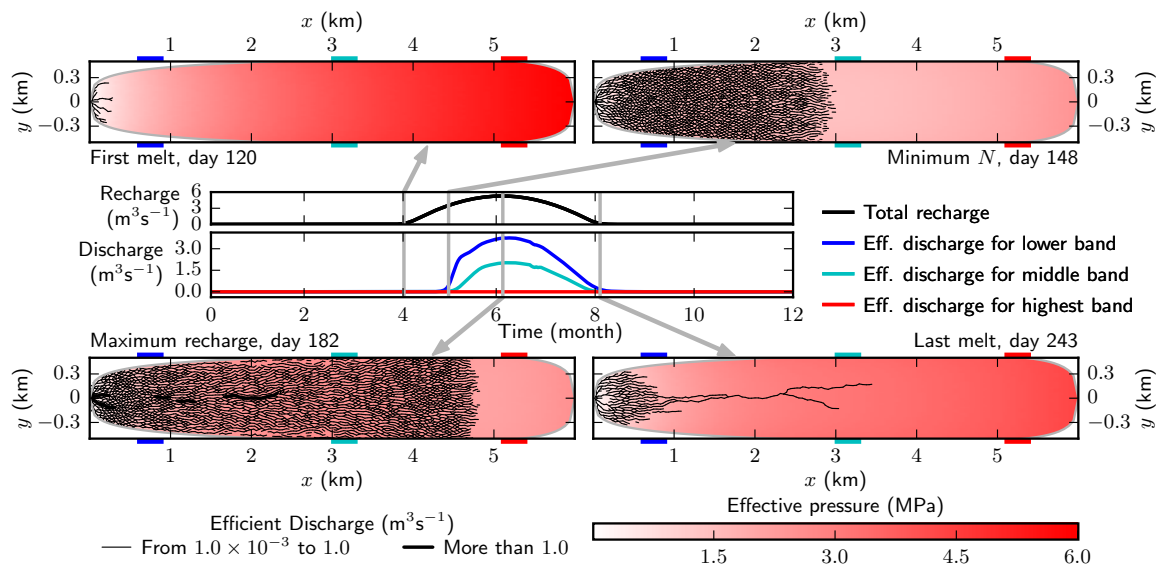 x (km)
x (km)
1 2 3 4 5
1 2 3 4 5
y (km)
0.3
0
−0.3
0.3
0
−0.3
y (km)
First melt, day 120
Minimum N, day 148
Recharge
(m³s⁻¹)
6
3
0
2 4 6 8 10 12
Discharge
(m³s⁻¹)
3.0
1.5
0.0
0 2 4 6 8 10 12
Time (month)
Total recharge
Eff. discharge for lower band
Eff. discharge for middle band
Eff. discharge for highest band
Maximum recharge, day 182
Last melt, day 243
y (km)
0.3
0
−0.3
0.3
0
−0.3
y (km)
1 2 3 4 5
1 2 3 4 5
x (km)
x (km)
Efficient Discharge (m³s⁻¹)
From 1.0 × 10⁻³ to 1.0
More than 1.0
Effective pressure (MPa)
1.5 3.0 4.5 6.0